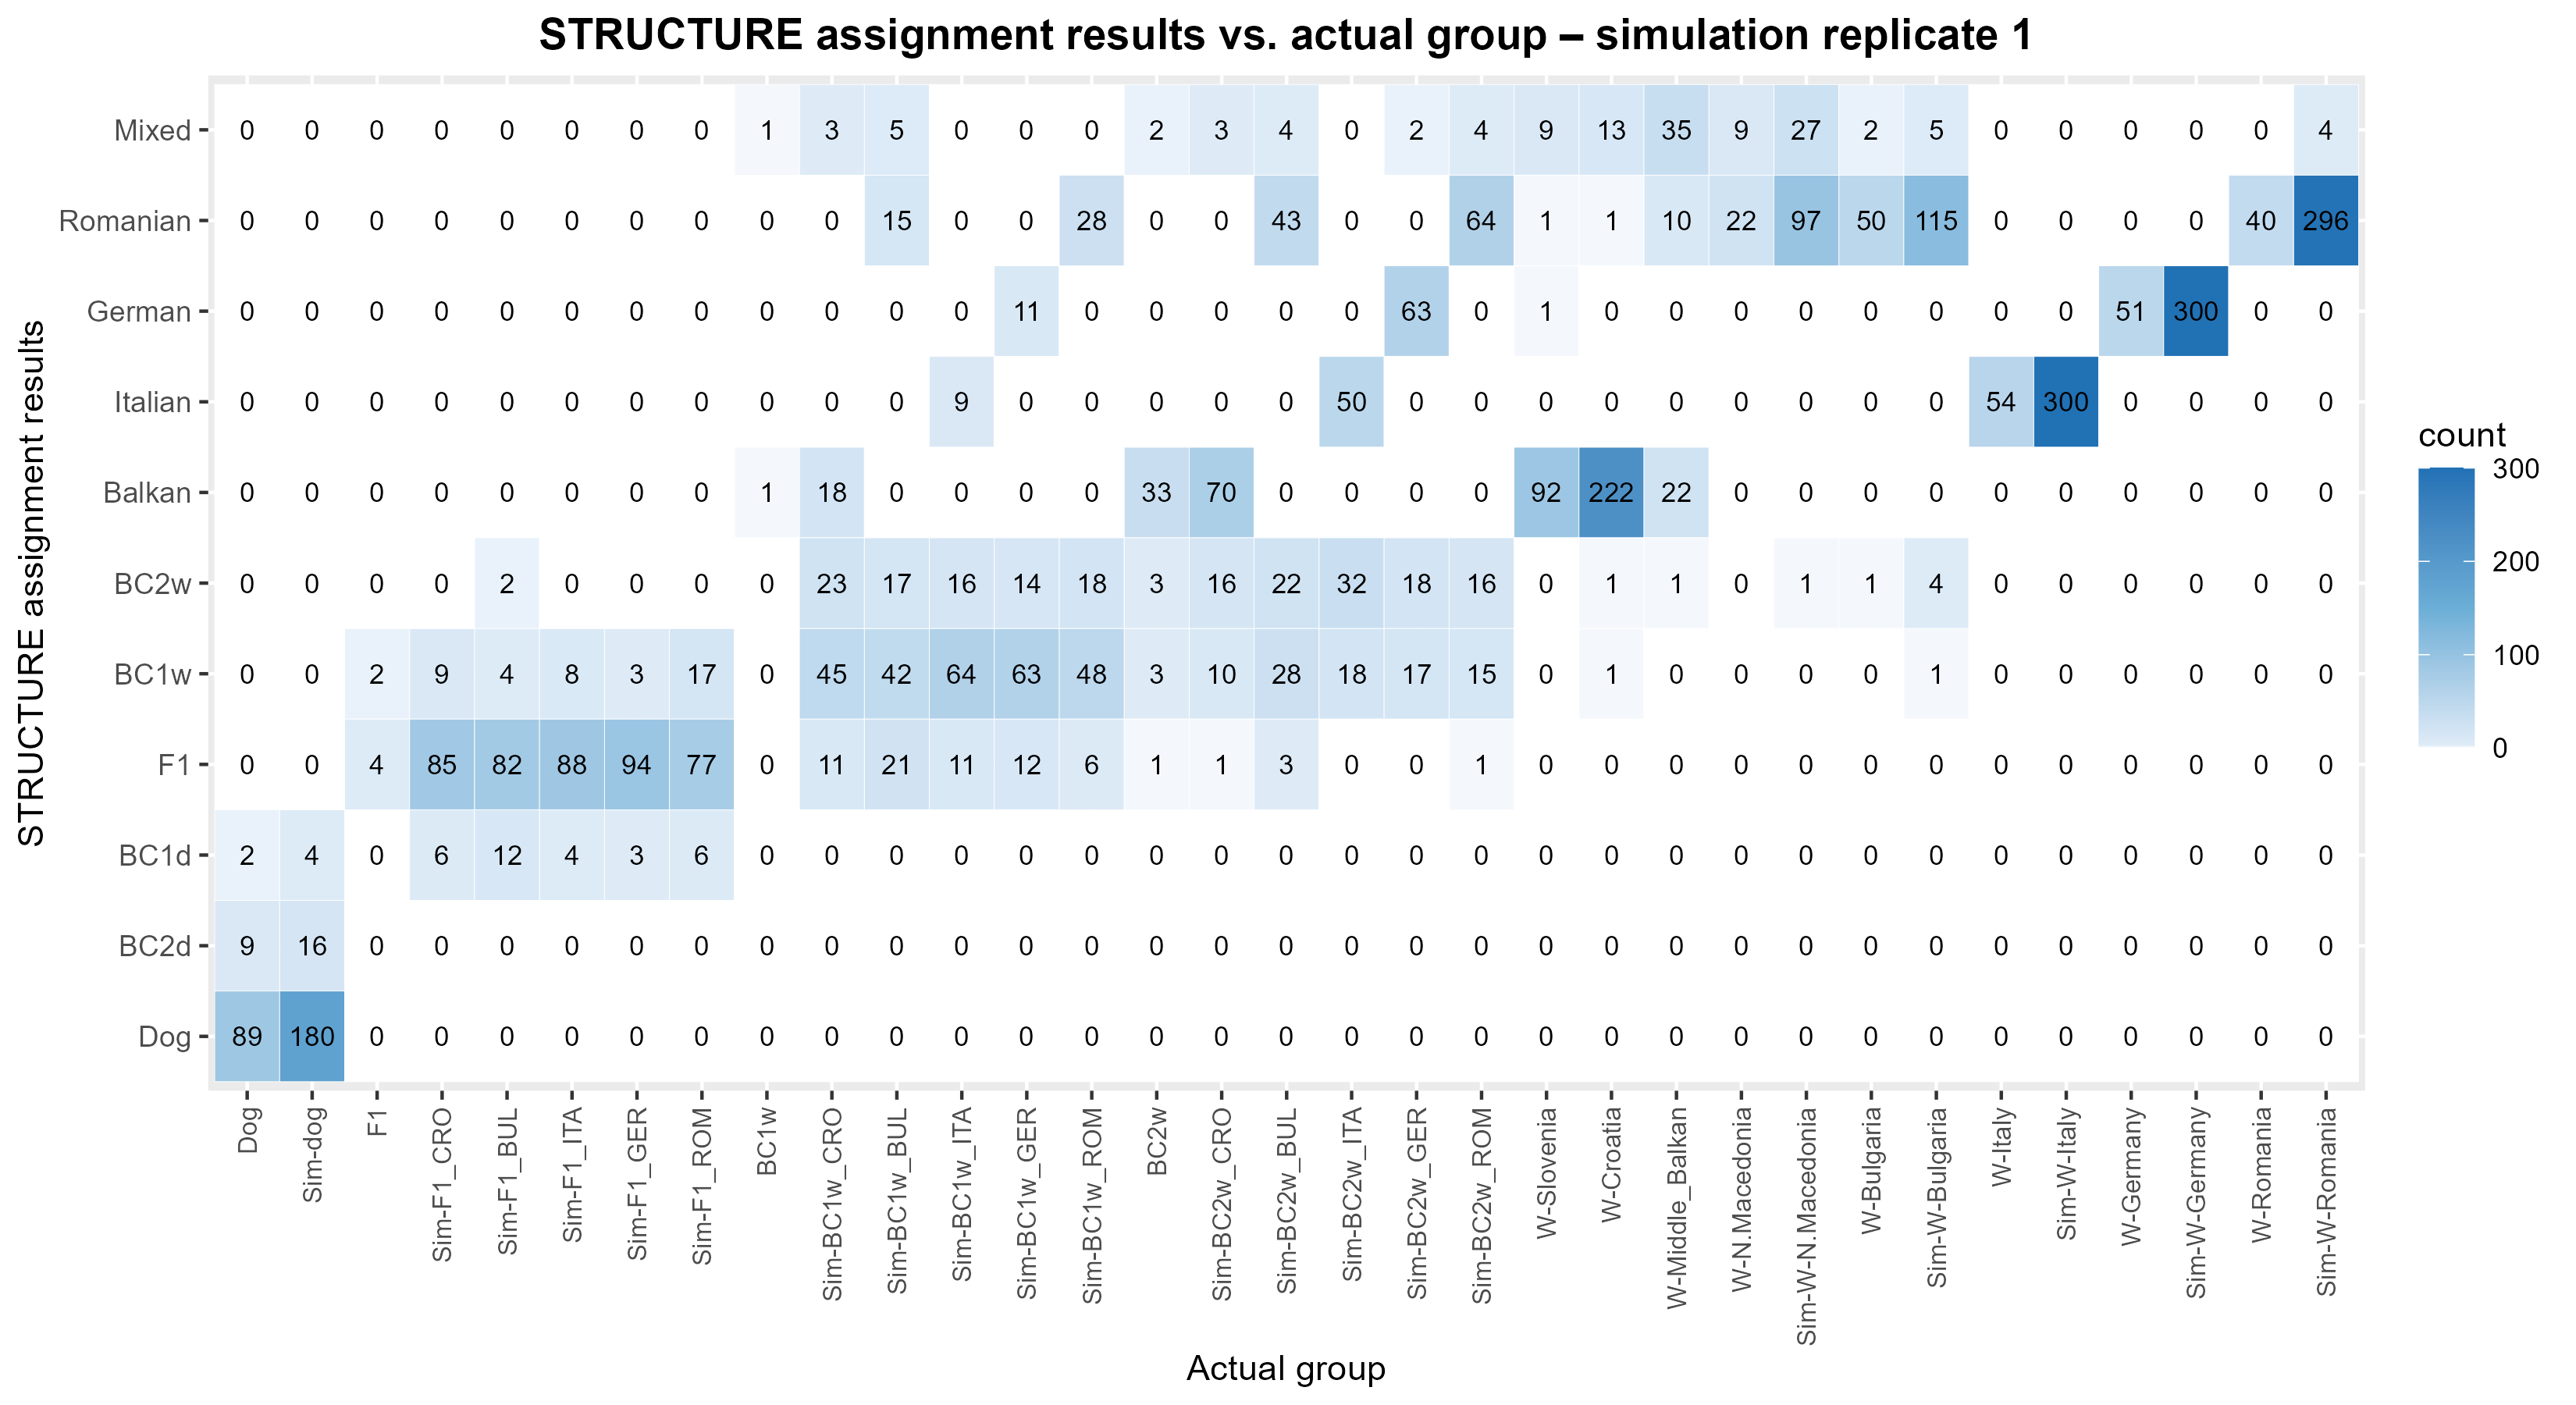 STRUCTURE assignment results vs. actual group – simulation replicate 1
STRUCTURE assignment results
Mixed 0 0 0 0 0 0 0 0 1 3 5 0 0 0 2 3 4 0 2 4 9 13 35 9 27 2 5 0 0 0 0 0 4
Romanian 0 0 0 0 0 0 0 0 0 0 15 0 0 28 0 0 43 0 0 64 1 1 10 22 97 50 115 0 0 0 0 40 296
German 0 0 0 0 0 0 0 0 0 0 0 0 11 0 0 0 0 0 63 0 1 0 0 0 0 0 0 0 0 51 300 0 0
Italian 0 0 0 0 0 0 0 0 0 0 0 9 0 0 0 0 0 50 0 0 0 0 0 0 0 0 0 54 300 0 0 0 0
Balkan 0 0 0 0 0 0 0 0 1 18 0 0 0 0 33 70 0 0 0 0 92 222 22 0 0 0 0 0 0 0 0 0 0
BC2w 0 0 0 0 2 0 0 0 0 23 17 16 14 18 3 16 22 32 18 16 0 1 1 0 1 1 4 0 0 0 0 0 0
BC1w 0 0 2 9 4 8 3 17 0 45 42 64 63 48 3 10 28 18 17 15 0 1 0 0 0 0 1 0 0 0 0 0 0
F1 0 0 4 85 82 88 94 77 0 11 21 11 12 6 1 1 3 0 0 1 0 0 0 0 0 0 0 0 0 0 0 0 0
BC1d 2 4 0 6 12 4 3 6 0 0 0 0 0 0 0 0 0 0 0 0 0 0 0 0 0 0 0 0 0 0 0 0 0
BC2d 9 16 0 0 0 0 0 0 0 0 0 0 0 0 0 0 0 0 0 0 0 0 0 0 0 0 0 0 0 0 0 0 0
Dog 89 180 0 0 0 0 0 0 0 0 0 0 0 0 0 0 0 0 0 0 0 0 0 0 0 0 0 0 0 0 0 0 0
Dog
Sim-dog
F1
Sim-F1_CRO
Sim-F1_BUL
Sim-F1_ITA
Sim-F1_GER
Sim-F1_ROM
BC1w
Sim-BC1w_CRO
Sim-BC1w_BUL
Sim-BC1w_ITA
Sim-BC1w_GER
Sim-BC1w_ROM
BC2w
Sim-BC2w_CRO
Sim-BC2w_BUL
Sim-BC2w_ITA
Sim-BC2w_GER
Sim-BC2w_ROM
W-Slovenia
W-Croatia
W-Middle_Balkan
W-N.Macedonia
Sim-W-N.Macedonia
W-Bulgaria
Sim-W-Bulgaria
W-Italy
Sim-W-Italy
W-Germany
Sim-W-Germany
W-Romania
Sim-W-Romania
Actual group
count
300
200
100
0